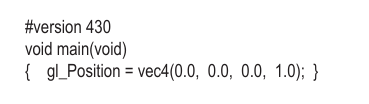 #version 430
void main(void)
{ gl_Position = vec4(0.0, 0.0, 0.0, 1.0); }